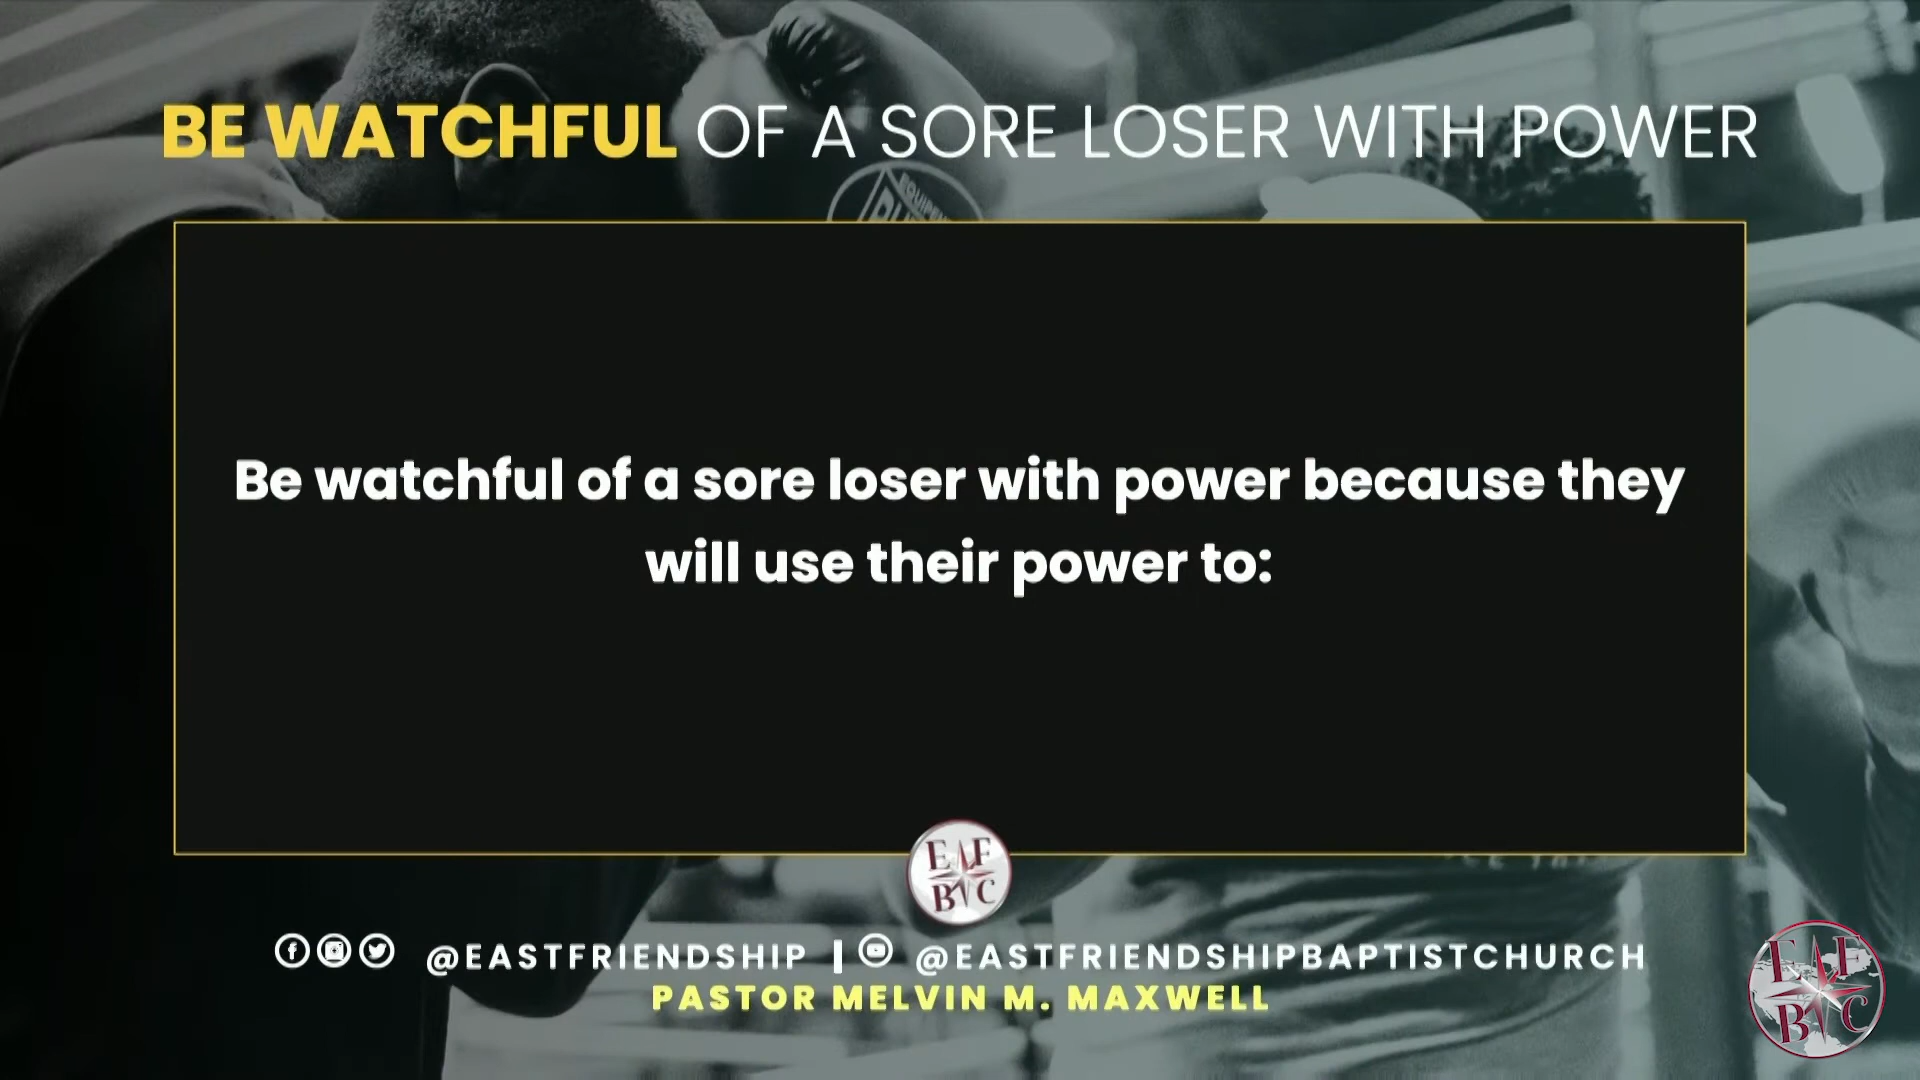 BE WATCHFUL OF A SORE LOSER WITH POWER
Be watchful of a sore loser with power because they
will use their power to:
E F
B C
@EASTFRIENDSHIP | @EASTFRIENDSHIPBAPTISTCHURCH
PASTOR MELVIN M. MAXWELL
E F
B C